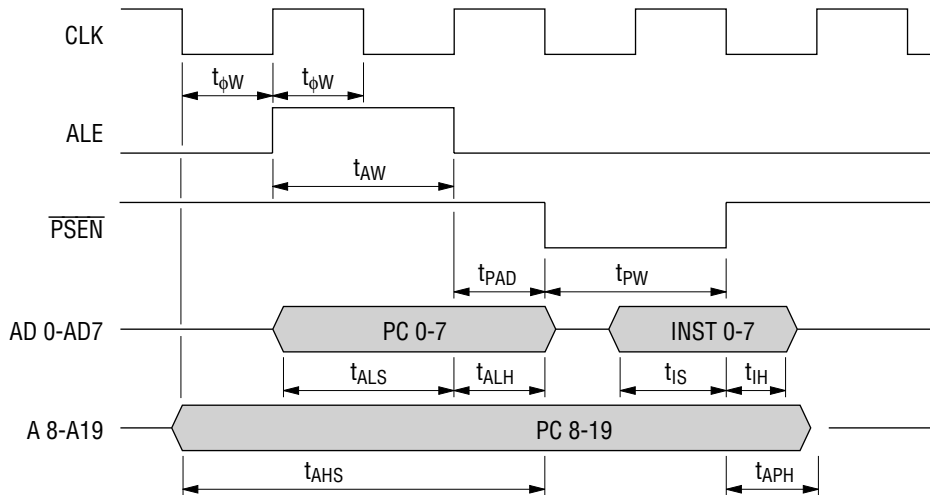 CLK
tϕW tϕW
ALE
tAW
PSEN
tPAD tPW
AD 0-AD7 PC 0-7 INST 0-7
tALS tALH tIS tIH
A 8-A19 PC 8-19
tAHS tAPH